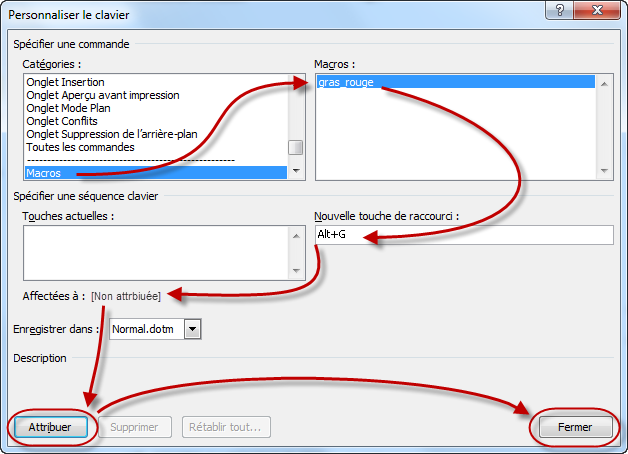 Personnaliser le clavier
Spécifier une commande
Catégories :
Macros :
Onglet Insertion
Onglet Aperçu avant impression
Onglet Mode Plan
Onglet Conflits
Onglet Suppression de l'arrière-plan
Toutes les commandes
------------------------------------------------
Macros
gras_rouge
Spécifier une séquence clavier
Touches actuelles :
Nouvelle touche de raccourci :
Alt+G
Affectées à : [Non attrbiuée]
Enregistrer dans : Normal.dotm
Description
Attribuer Supprimer Rétablir tout... Fermer